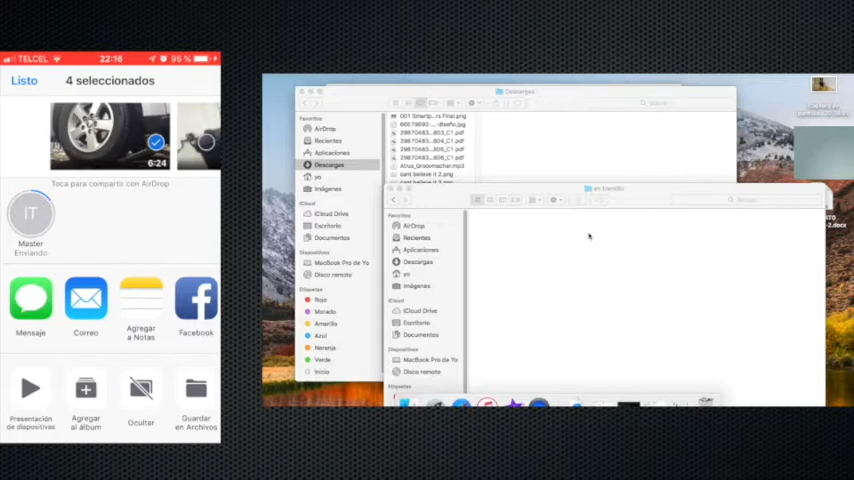 TELCEL 22:16 95 %
Listo 4 seleccionados
6:24
Toca para compartir con AirDrop
IT
Master
Enviando
Mensaje
Correo
Agregar
a Notas
Facebook
Presentación
de diapositivas
Agregar
al álbum
Ocultar
Guardar
en Archivos
Descargas
Favoritos
AirDrop
Recientes
Aplicaciones
Descargas
yo
Imágenes
iCloud
iCloud Drive
Escritorio
Documentos
Dispositivos
MacBook Pro de Yo
Disco remoto
Etiquetas
Rojo
Morado
Amarillo
Azul
Naranja
Verde
Inicio
001 Smartp...rs Final.png
29870483...803_C1.pdf
29870483...804_C1.pdf
29870483...805_C1.pdf
29870483...806_C1.pdf
cant believe it 2.png
Favoritos
AirDrop
Recientes
Aplicaciones
Descargas
yo
Imágenes
iCloud
iCloud Drive
Escritorio
Documentos
Dispositivos
MacBook Pro de Yo
Disco remoto
Etiquetas